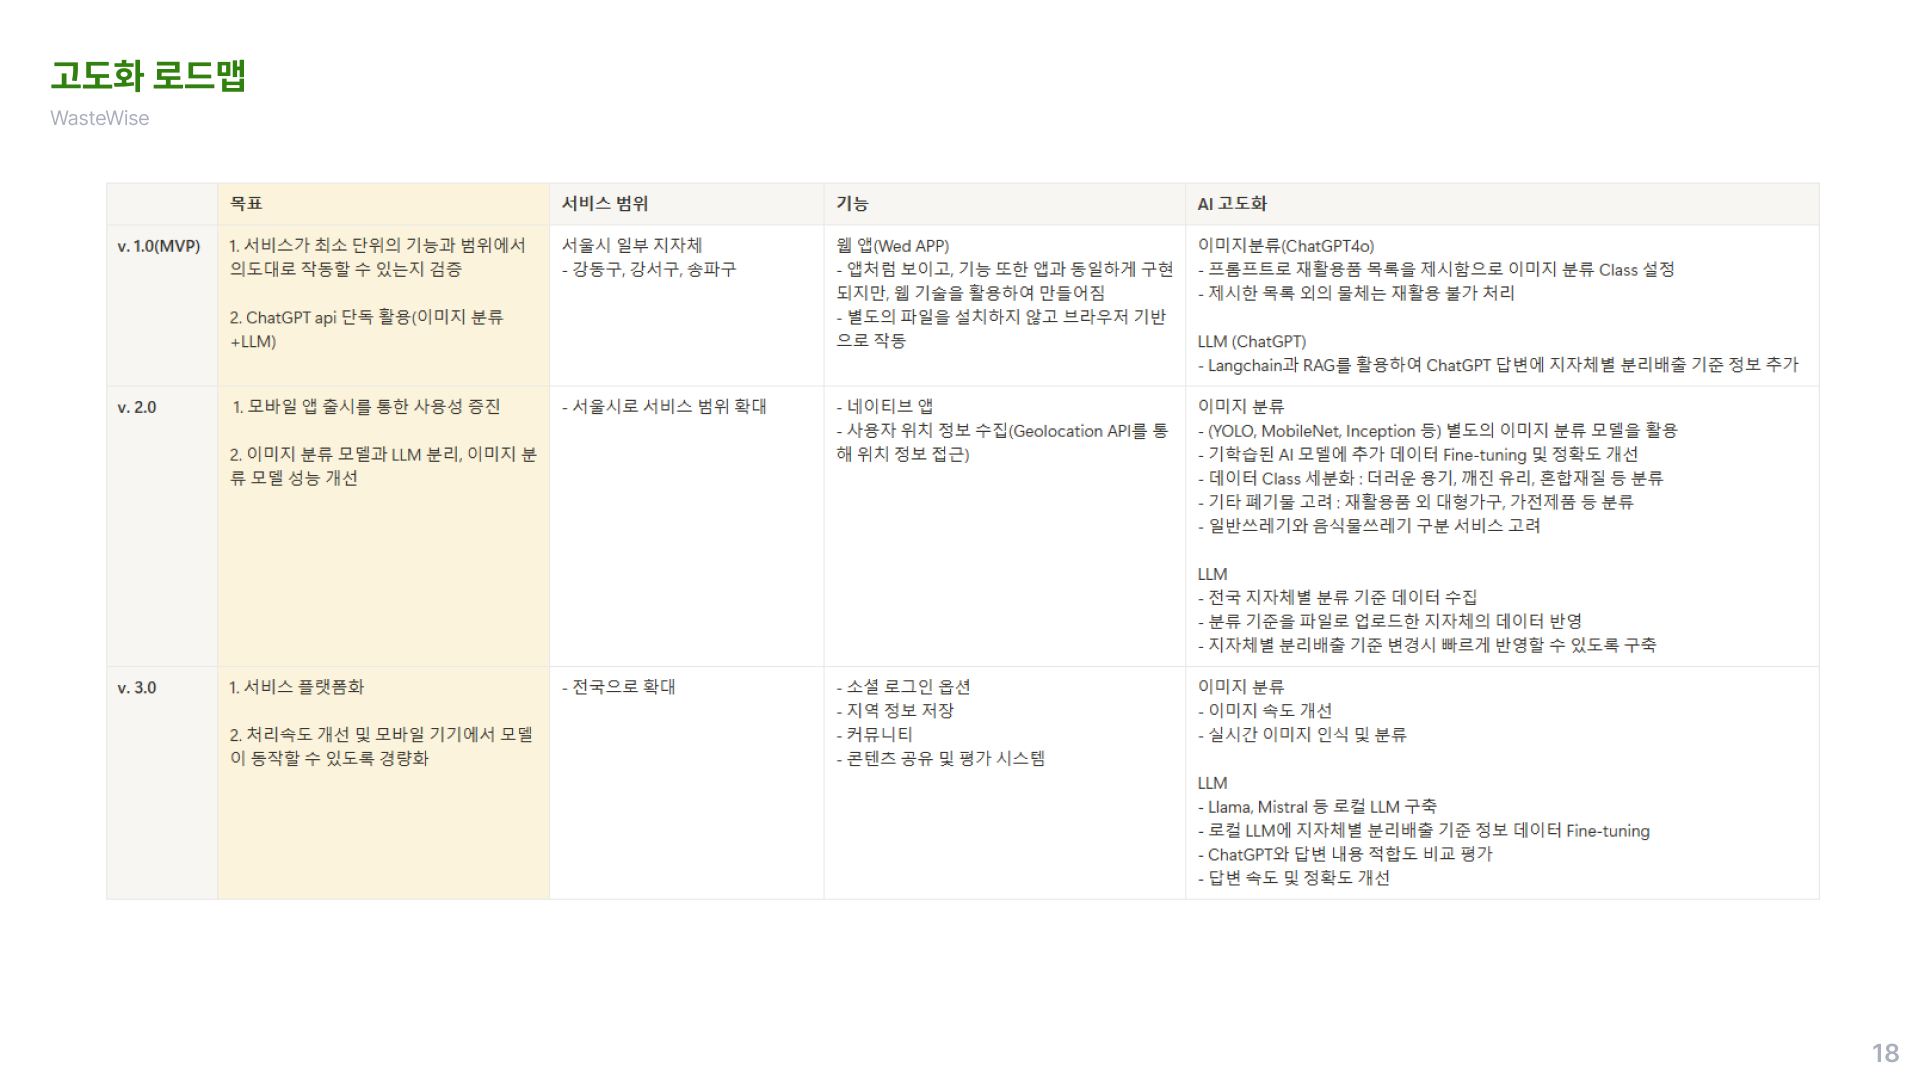 고도화 로드맵
WasteWise
목표
서비스 범위
기능
AI 고도화
v. 1.0(MVP)
1. 서비스가 최소 단위의 기능과 범위에서
의도대로 작동할 수 있는지 검증
2. ChatGPT api 단독 활용(이미지 분류
+LLM)
서울시 일부 지자체
- 강동구, 강서구, 송파구
웹 앱(Wed APP)
- 앱처럼 보이고, 기능 또한 앱과 동일하게 구현
되지만, 웹 기술을 활용하여 만들어짐
- 별도의 파일을 설치하지 않고 브라우저 기반
으로 작동
이미지분류(ChatGPT4o)
- 프롬프트로 재활용품 목록을 제시함으로 이미지 분류 Class 설정
- 제시한 목록 외의 물체는 재활용 불가 처리
LLM (ChatGPT)
- Langchain과 RAG를 활용하여 ChatGPT 답변에 지자체별 분리배출 기준 정보 추가
v. 2.0
1. 모바일 앱 출시를 통한 사용성 증진
2. 이미지 분류 모델과 LLM 분리, 이미지 분
류 모델 성능 개선
- 서울시로 서비스 범위 확대
- 네이티브 앱
- 사용자 위치 정보 수집(Geolocation API를 통
해 위치 정보 접근)
이미지 분류
- (YOLO, MobileNet, Inception 등) 별도의 이미지 분류 모델을 활용
- 기학습된 AI 모델에 추가 데이터 Fine-tuning 및 정확도 개선
- 데이터 Class 세분화 : 더러운 용기, 깨진 유리, 혼합재질 등 분류
- 기타 폐기물 고려 : 재활용품 외 대형가구, 가전제품 등 분류
- 일반쓰레기와 음식물쓰레기 구분 서비스 고려
LLM
- 전국 지자체별 분류 기준 데이터 수집
- 분류 기준을 파일로 업로드한 지자체의 데이터 반영
- 지자체별 분리배출 기준 변경시 빠르게 반영할 수 있도록 구축
v. 3.0
1. 서비스 플랫폼화
2. 처리속도 개선 및 모바일 기기에서 모델
이 동작할 수 있도록 경량화
- 전국으로 확대
- 소셜 로그인 옵션
- 지역 정보 저장
- 커뮤니티
- 콘텐츠 공유 및 평가 시스템
이미지 분류
- 이미지 속도 개선
- 실시간 이미지 인식 및 분류
LLM
- Llama, Mistral 등 로컬 LLM 구축
- 로컬 LLM에 지자체별 분리배출 기준 정보 데이터 Fine-tuning
- ChatGPT와 답변 내용 적합도 비교 평가
- 답변 속도 및 정확도 개선
18